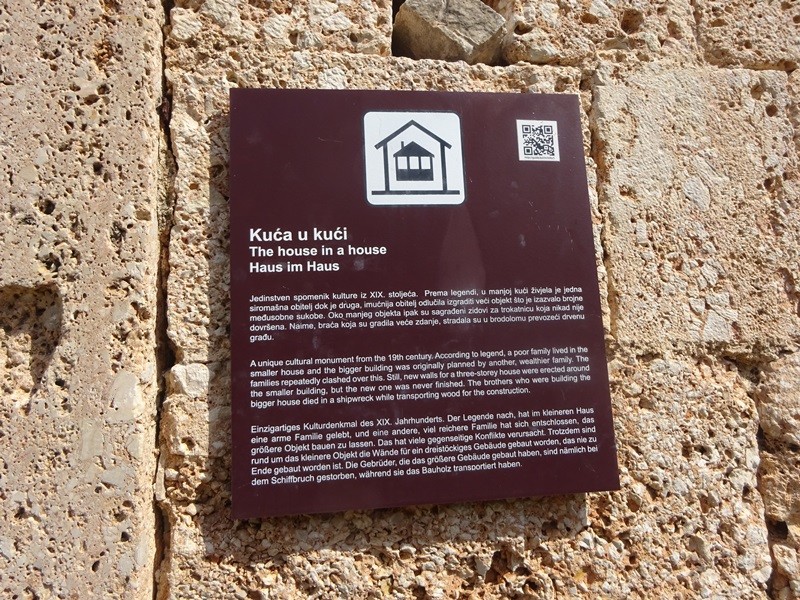 Kuća u kući
The house in a house
Haus im Haus
Jedinstven spomenik kulture iz XIX. stoljeća. Prema legendi, u manjoj kući živjela je jedna
siromašna obitelj dok je druga, imućnija obitelj odlučila izgraditi veći objekt što je izazvalo brojne
međusobne sukobe. Oko manjeg objekta ipak su sagrađeni zidovi za trokatnicu koja nikad nije
dovršena. Naime, braća koja su gradila veće zdanje, stradala su u brodolomu prevozeći drvenu
građu.
A unique cultural monument from the 19th century. According to legend, a poor family lived in the
smaller house and the bigger building was originally planned by another, wealthier family. The
families repeatedly clashed over this. Still, new walls for a three-storey house were erected around
the smaller building, but the new one was never finished. The brothers who were building the
bigger house died in a shipwreck while transporting wood for the construction.
Einzigartiges Kulturdenkmal des XIX. Jahrhunderts. Der Legende nach, hat im kleineren Haus
eine arme Familie gelebt, und eine andere, viel reichere Familie hat sich entschlossen, das
größere Objekt bauen zu lassen. Das hat viele gegenseitige Konflikte verursacht. Trotzdem sind
rund um das kleinere Objekt die Wände für ein dreistöckiges Gebäude gebaut worden, das nie zu
Ende gebaut worden ist. Die Gebrüder, die das größere Gebäude gebaut haben, sind nämlich bei
dem Schiffbruch gestorben, während sie das Bauholz transportiert haben.